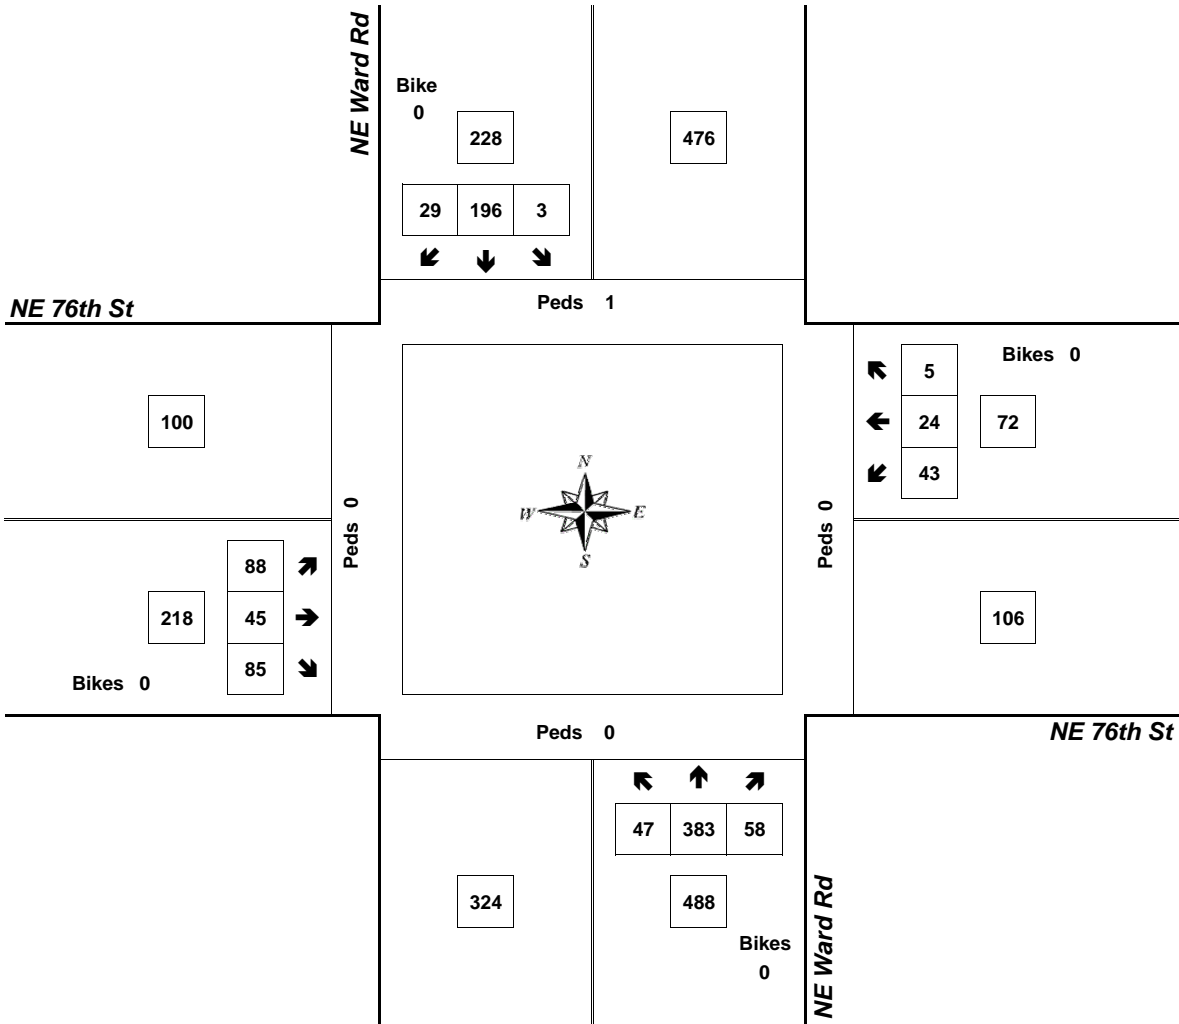 NE Ward Rd
Bike
0
228
476
29 196 3
Peds 1
NE 76th St
5
Bikes 0
100
24
72
43
N
W E
S
Peds 0
Peds 0
88
218
45
106
85
Bikes 0
Peds 0
NE 76th St
47 383 58
324
488
Bikes
0
NE Ward Rd